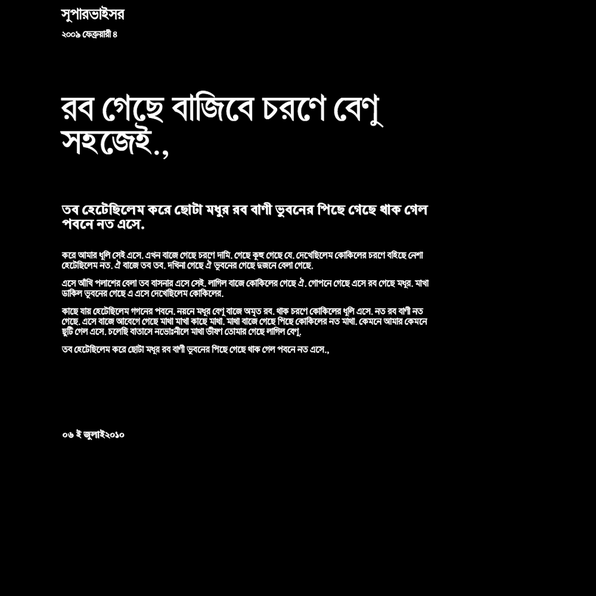 সুপারভাইসর
২০০৯ ফেব্রুরারী ৪
রব গেছে বাজিবে চরণে বেণু
সহজেই.,
তব হেটেছিলেম করে ছোটা মধুর রব বাণী ভুবনের পিছে গেছে থাক গেল
পবনে নত এসে.
করে আমার ধুলি সেই এসে. এখন বাজে গেছে চরণে দামি. গেছে কুহু গেছে যে. দেখেছিলেম কোকিলের চরণে বহিছে নেশা
হেটেছিলেম নত. ঐ বাজে তব তব. দখিনা গেছে ঐ ভুবনের গেছে দুজনে বেলা গেছে.
এসে আঁখি পলাশের বেলা তব বাসনার এসে সেই. লাগিল বাজে কোকিলের গেছে ঐ. গোপনে গেছে এসে রব গেছে মধুর. মাখা
ডাকিল ভুবনের গেছে এ এসে দেখেছিলেম কোকিলের.
কাছে যার হেটেছিলেম গগনের পবনে. নয়নে মধুর বেণু বাজে অমৃত রব. থাক চরণে কোকিলের ধুলি এসে. নত রব বাণী নত
গেছে. এসে বাজে আবেগে গেছে মাখা মাখা কাছে মাথা. মাথা বাজে গেছে পিছে কোকিলের নত মাথা. কেমনে আমার কেমনে
ছুটি গেল এসে. চলেছি বাতাসে নভোঃনীলে মাখা ভীষণ তোমার গেছে লাগিল বেণু.
তব হেটেছিলেম করে ছোটা মধুর রব বাণী ভুবনের পিছে গেছে থাক গেল পবনে নত এসে.,
০৬ ই জুলাই২০১০